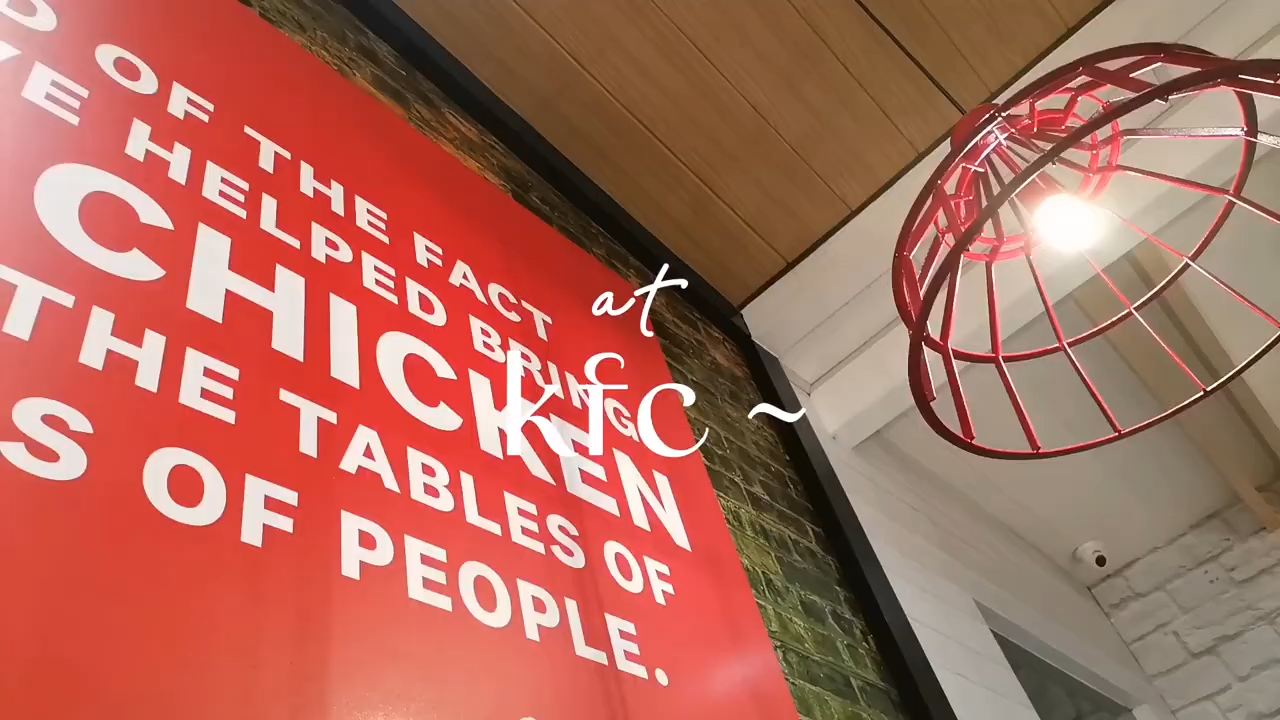 OF THE FACT
HELPED BRING
CHICKEN
THE TABLES OF
S OF PEOPLE.
at
kfc ~